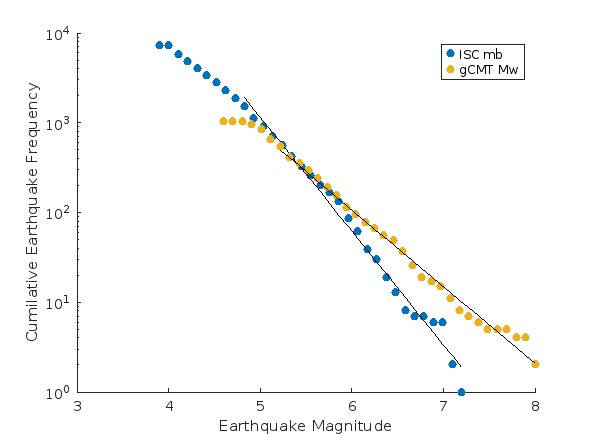 10^4
ISC mb
gCMT Mw
10^3
10^2
10^1
10^0
3 4 5 6 7 8
Cumilative Earthquake Frequency
Earthquake Magnitude